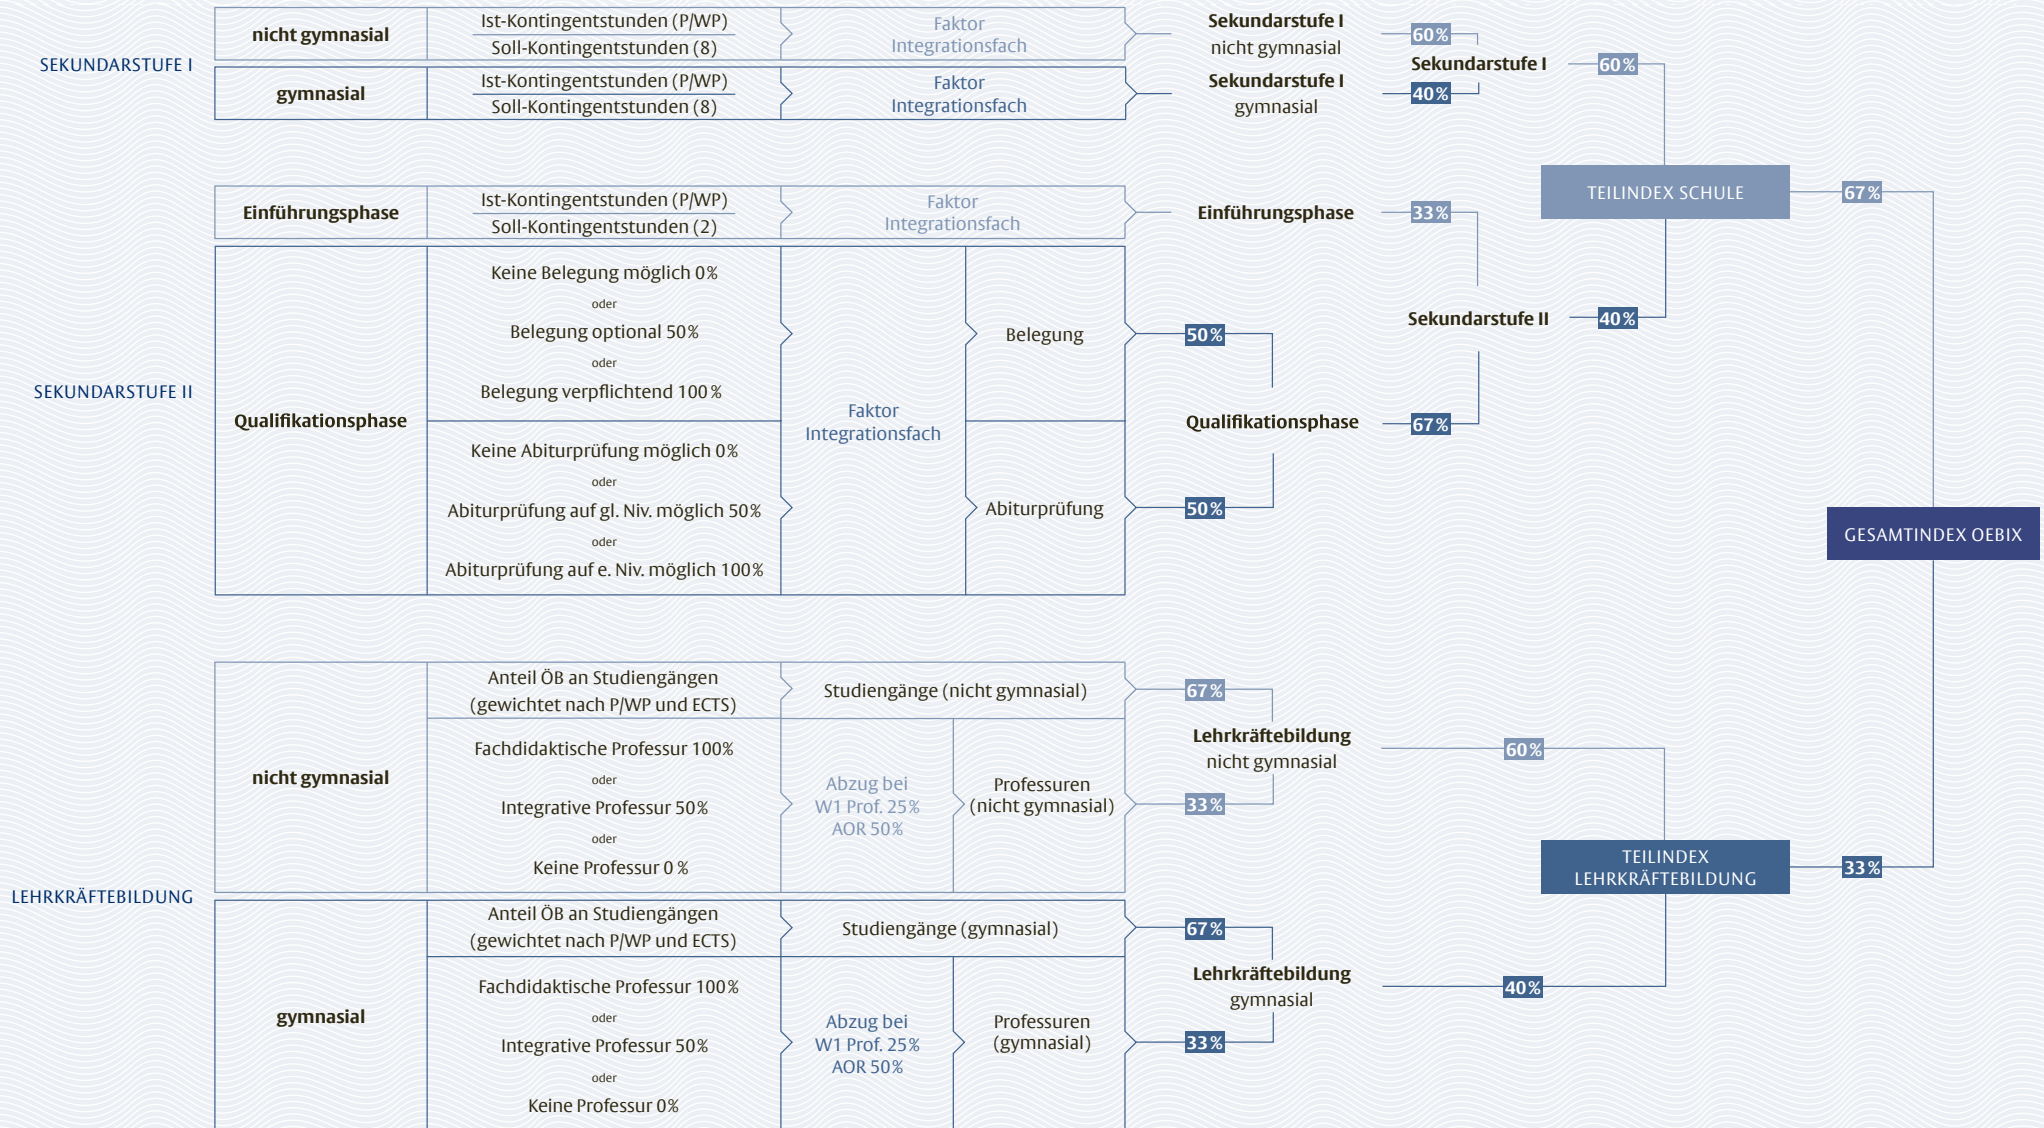 SEKUNDARSTUFE I
nicht gymnasial
Ist-Kontingentstunden (P/WP)
Soll-Kontingentstunden (8)
Faktor
Integrationsfach
Sekundarstufe I
nicht gymnasial
60%
gymnasial
Ist-Kontingentstunden (P/WP)
Soll-Kontingentstunden (8)
Faktor
Integrationsfach
Sekundarstufe I
gymnasial
40%
Sekundarstufe I
60%
SEKUNDARSTUFE II
Einführungsphase
Ist-Kontingentstunden (P/WP)
Soll-Kontingentstunden (2)
Faktor
Integrationsfach
Einführungsphase
33%
Qualifikationsphase
Keine Belegung möglich 0%
oder
Belegung optional 50%
oder
Belegung verpflichtend 100%
Keine Abiturprüfung möglich 0%
oder
Abiturprüfung auf gl. Niv. möglich 50%
oder
Abiturprüfung auf e. Niv. möglich 100%
Faktor
Integrationsfach
Belegung
Abiturprüfung
50%
50%
Qualifikationsphase
67%
Sekundarstufe II
40%
TEILINDEX SCHULE
67%
GESAMTINDEX OEBIX
LEHRKRÄFTEBILDUNG
nicht gymnasial
Anteil ÖB an Studiengängen
(gewichtet nach P/WP und ECTS)
Studiengänge (nicht gymnasial)
67%
Fachdidaktische Professur 100%
oder
Integrative Professur 50%
oder
Keine Professur 0 %
Abzug bei
W1 Prof. 25%
AOR 50%
Professuren
(nicht gymnasial)
33%
Lehrkräftebildung
nicht gymnasial
60%
gymnasial
Anteil ÖB an Studiengängen
(gewichtet nach P/WP und ECTS)
Studiengänge (gymnasial)
67%
Fachdidaktische Professur 100%
oder
Integrative Professur 50%
oder
Keine Professur 0%
Abzug bei
W1 Prof. 25%
AOR 50%
Professuren
(gymnasial)
33%
Lehrkräftebildung
gymnasial
40%
TEILINDEX
LEHRKRÄFTEBILDUNG
33%